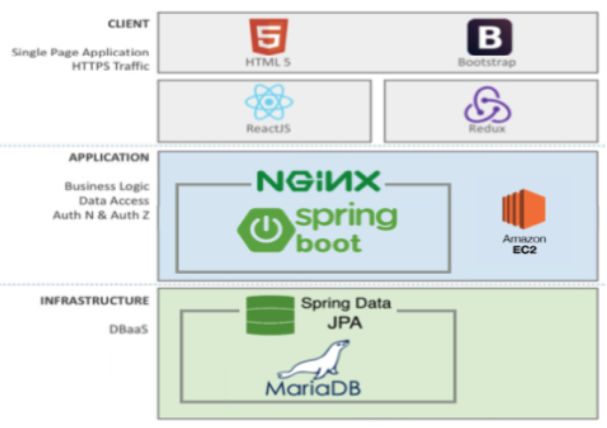 CLIENT
Single Page Application
HTTPS Traffic
5
HTML 5
B
Bootstrap
ReactJS
Redux
APPLICATION
Business Logic
Data Access
Auth N & Auth Z
NGINX
spring
boot
Amazon
EC2
INFRASTRUCTURE
DBaaS
Spring Data
JPA
MariaDB